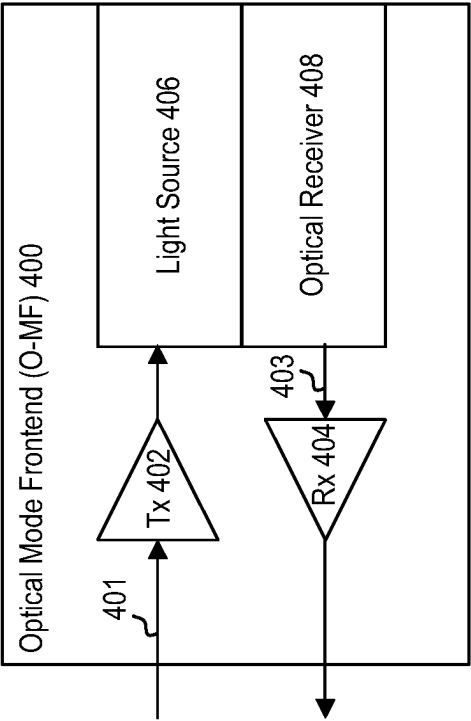 Optical Mode Frontend (O-MF) 400
Light Source 406
Optical Receiver 408
401
Tx 402
403
Rx 404